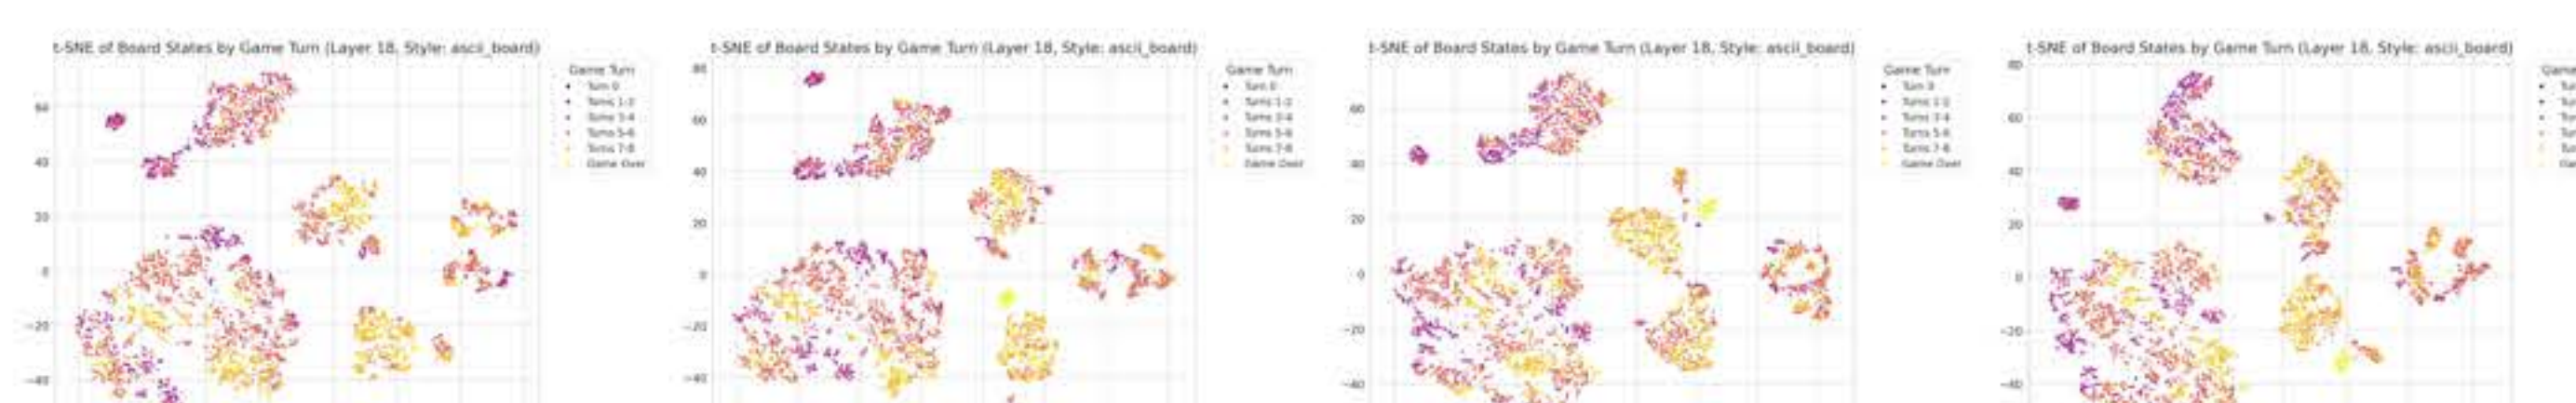 t-SNE of Board States by Game Turn (Layer 18, Style: ascii_board)
Game Turn
Turn 0
Turns 1-2
Turns 3-4
Turns 5-6
Turns 7-8
Game Over
60
40
20
0
−20
−40
t-SNE of Board States by Game Turn (Layer 18, Style: ascii_board)
Game Turn
Turn 0
Turns 1-2
Turns 3-4
Turns 5-6
Turns 7-8
Game Over
80
60
40
20
0
−20
−40
t-SNE of Board States by Game Turn (Layer 18, Style: ascii_board)
Game Turn
Turn 0
Turns 1-2
Turns 3-4
Turns 5-6
Turns 7-8
Game Over
60
40
20
0
−20
−40
t-SNE of Board States by Game Turn (Layer 18, Style: ascii_board)
Game
80
60
40
20
0
−20
−40